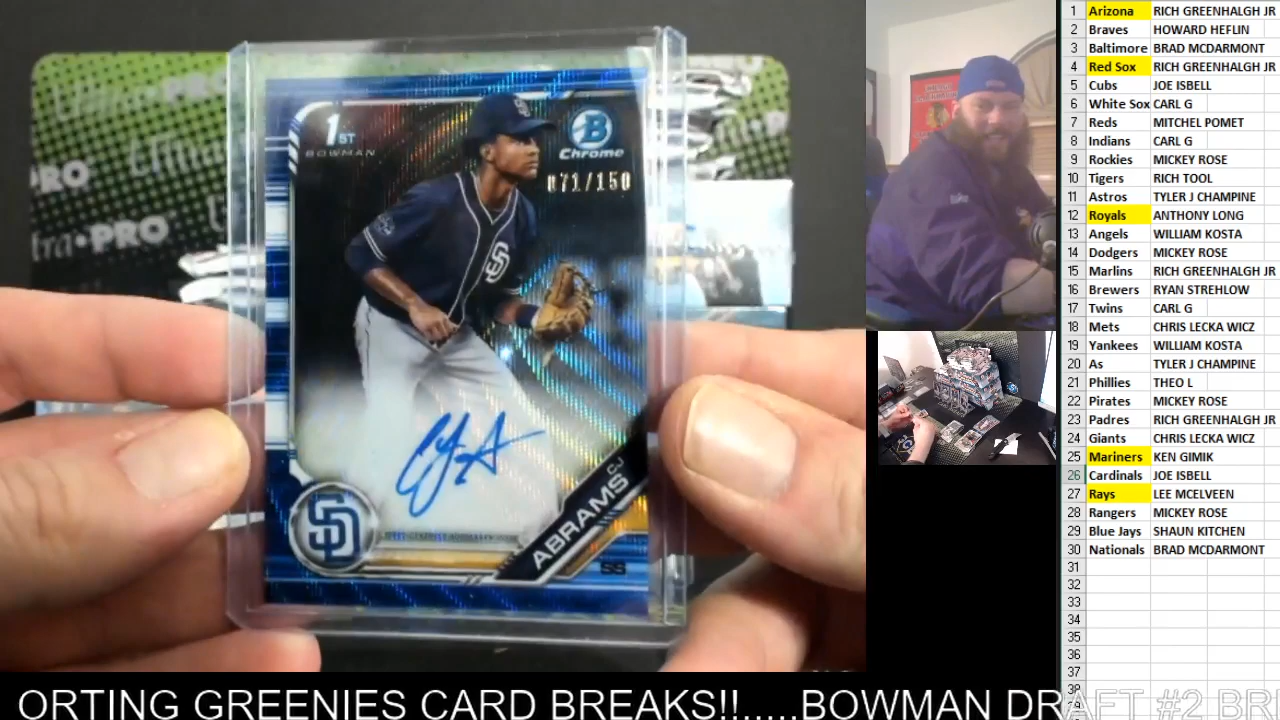 1ST
BOWMAN
B
Chrome
071/150
SD
CJ
ABRAMS
SS
PRO
tra·PRO
1 Arizona RICH GREENHALGH JR
2 Braves HOWARD HEFLIN
3 Baltimore BRAD MCDARMONT
4 Red Sox RICH GREENHALGH JR
5 Cubs JOE ISBELL
6 White Sox CARL G
7 Reds MITCHEL POMET
8 Indians CARL G
9 Rockies MICKEY ROSE
10 Tigers RICH TOOL
11 Astros TYLER J CHAMPINE
12 Royals ANTHONY LONG
13 Angels WILLIAM KOSTA
14 Dodgers MICKEY ROSE
15 Marlins RICH GREENHALGH JR
16 Brewers RYAN STREHLOW
17 Twins CARL G
18 Mets CHRIS LECKA WICZ
19 Yankees WILLIAM KOSTA
20 As TYLER J CHAMPINE
21 Phillies THEO L
22 Pirates MICKEY ROSE
23 Padres RICH GREENHALGH JR
24 Giants CHRIS LECKA WICZ
25 Mariners KEN GIMIK
26 Cardinals JOE ISBELL
27 Rays LEE MCELVEEN
28 Rangers MICKEY ROSE
29 Blue Jays SHAUN KITCHEN
30 Nationals BRAD MCDARMONT
31
32
33
34
35
36
37
38
39
ORTING GREENIES CARD BREAKS!!.....BOWMAN DRAFT #2 BR